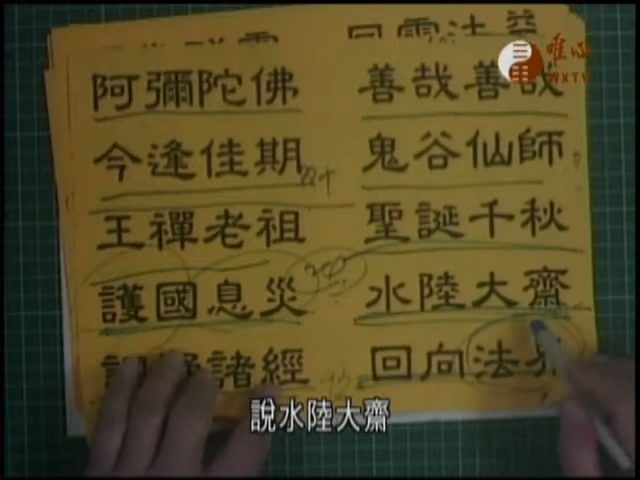 善哉善哉
阿彌陀佛
鬼谷仙師
今逢佳期
聖誕千秋
王禪老祖
水陸大齋
護國息災
回向法界
諸經
唯心
WXTV
說水陸大齋